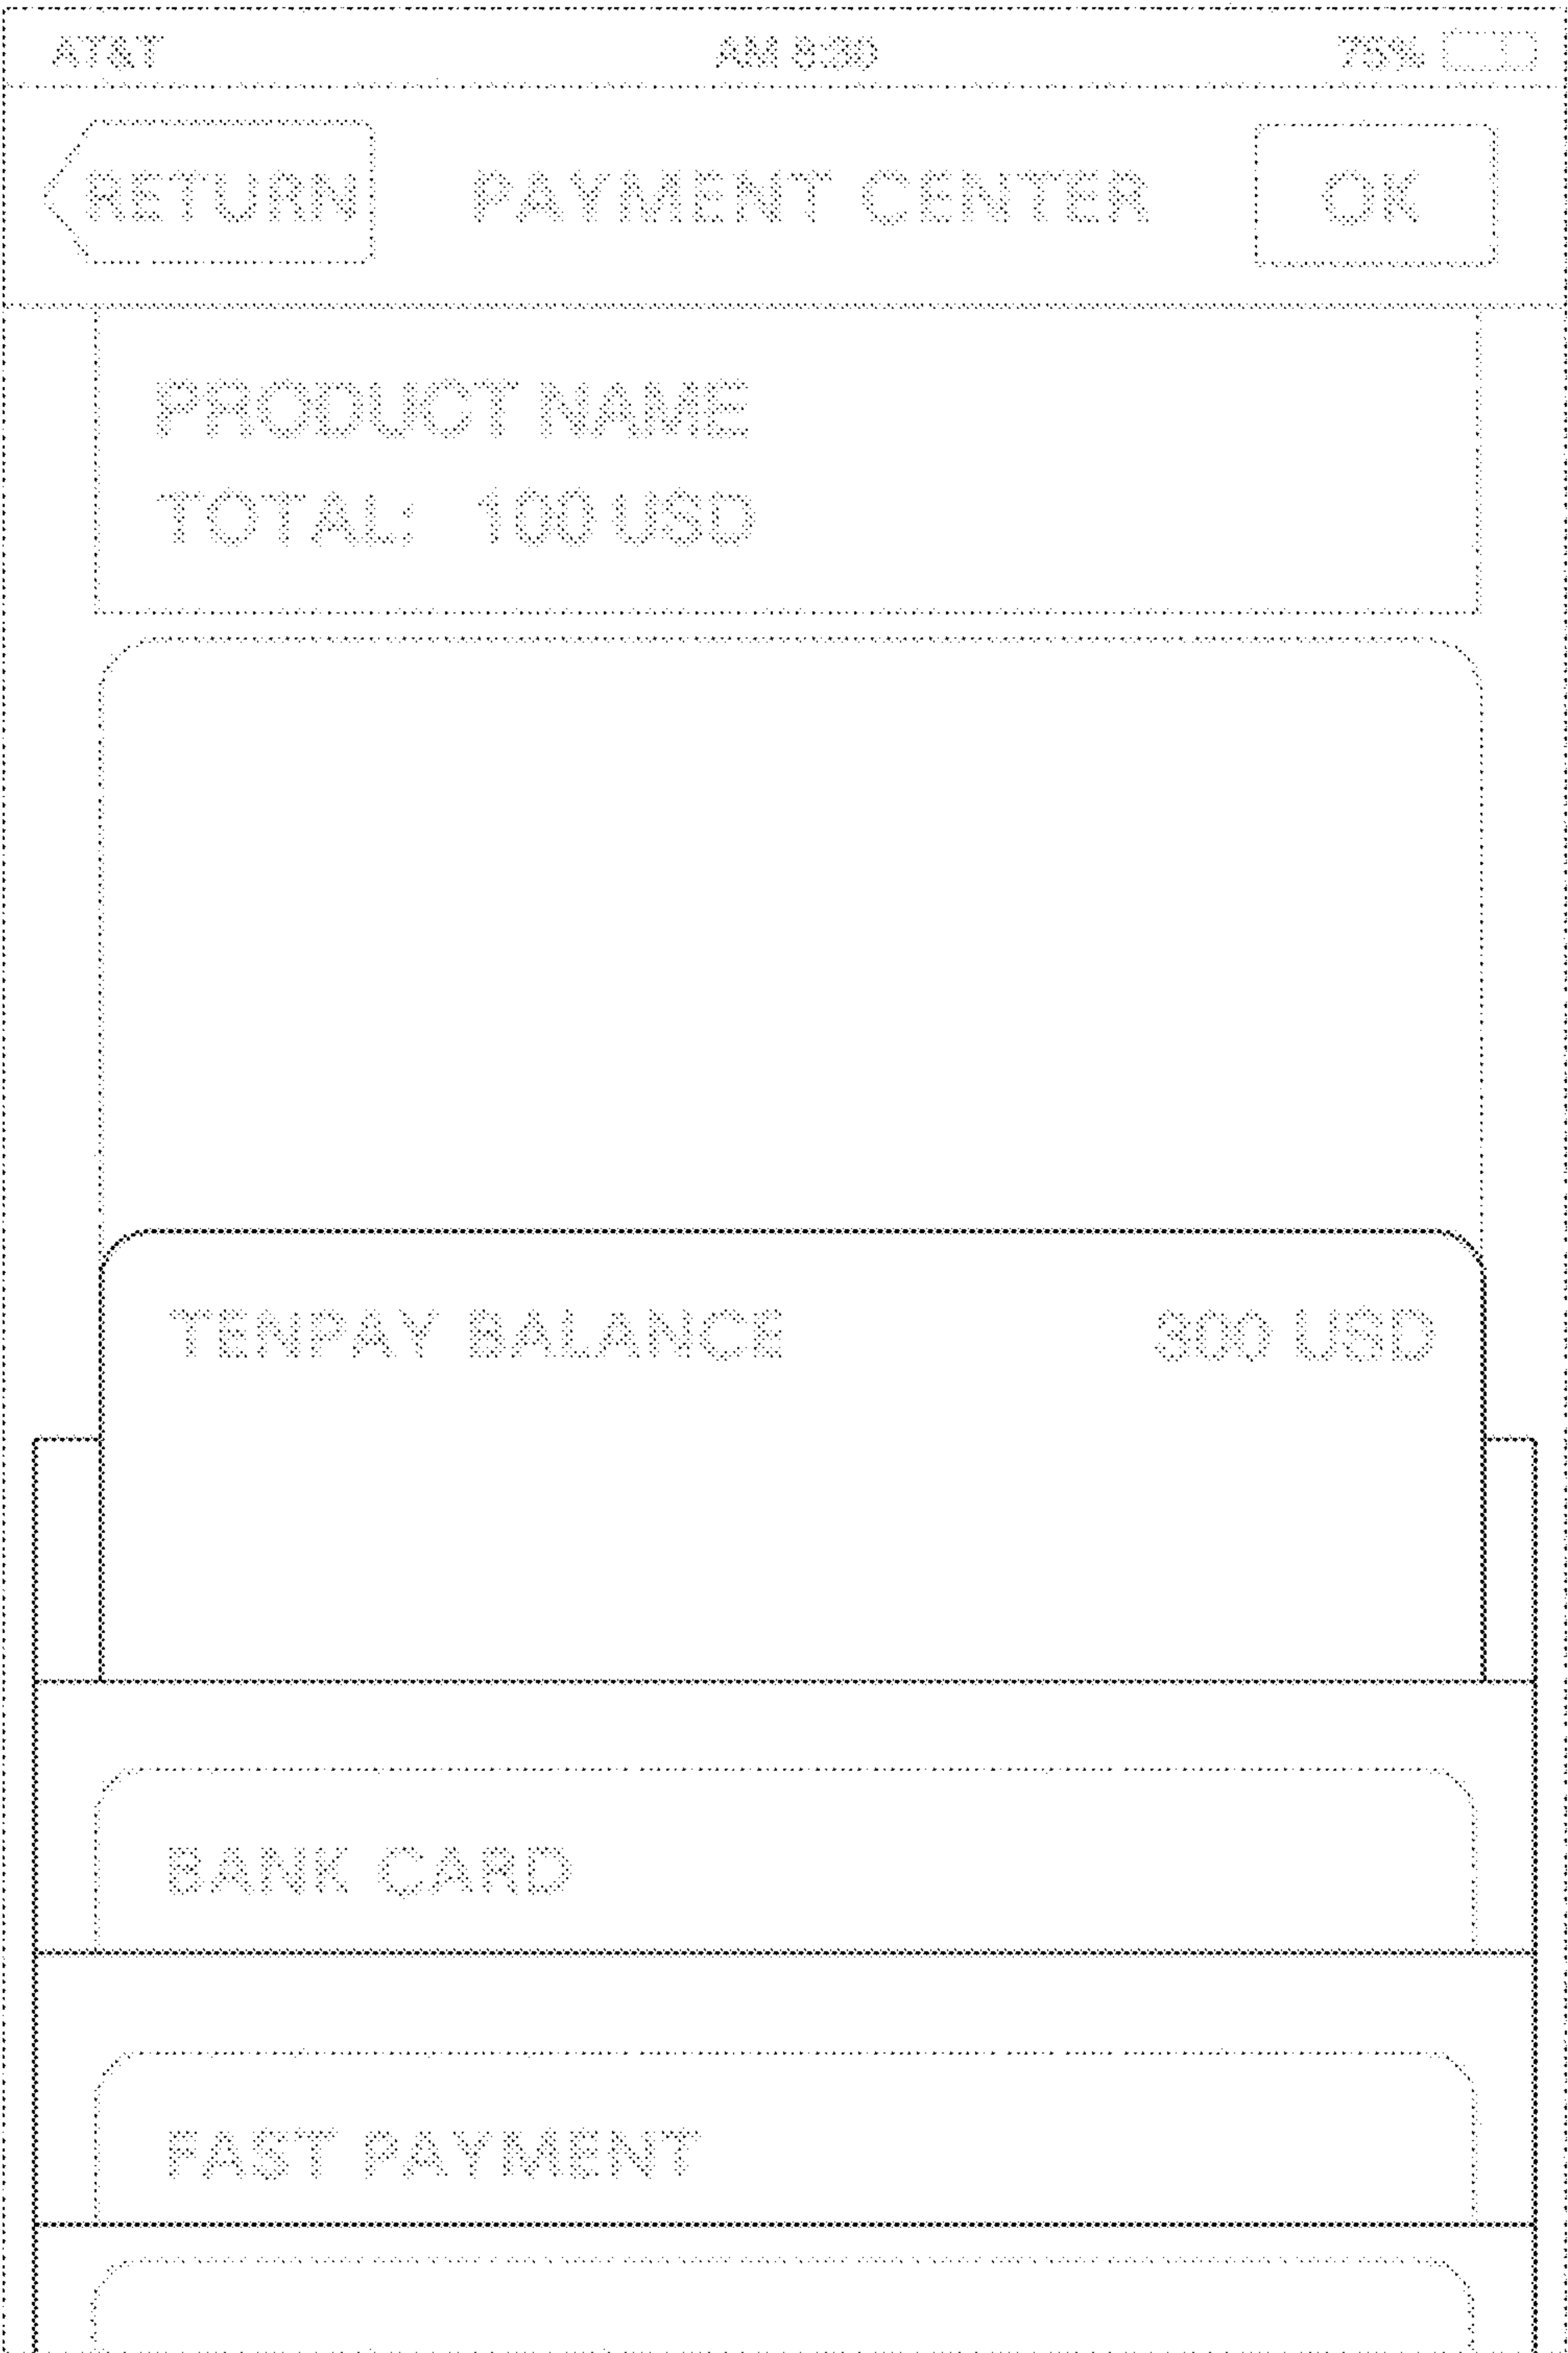 AT&T AM 8:30 75%
RETURN PAYMENT CENTER OK
PRODUCT NAME
TOTAL: 100 USD
TENPAY BALANCE 300 USD
BANK CARD
FAST PAYMENT